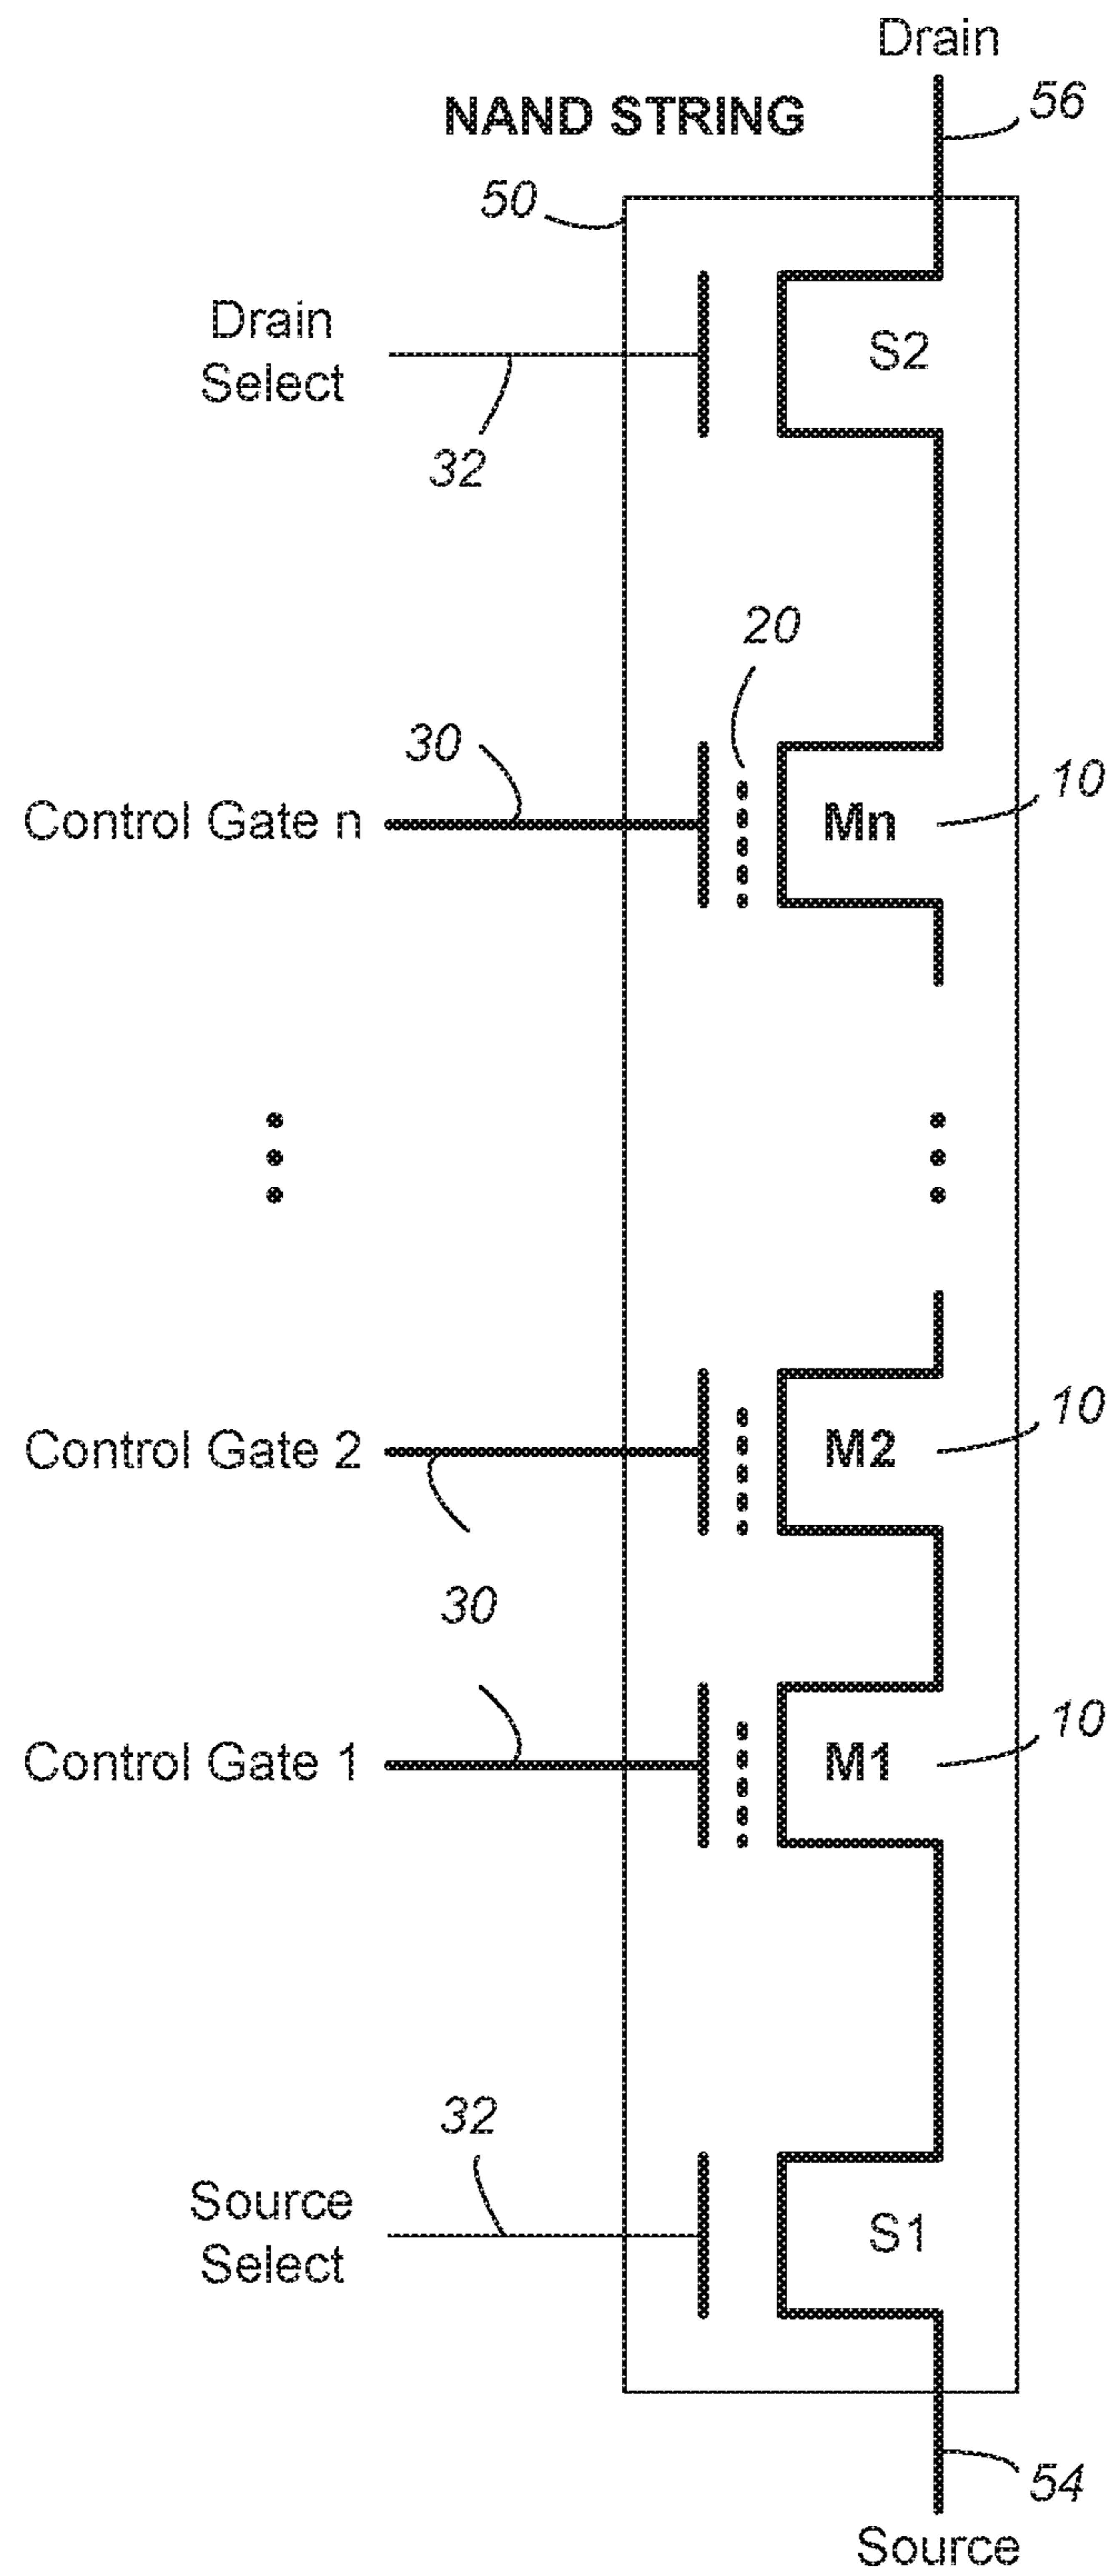 Drain
56
NAND STRING
50
Drain
Select
S2
32
20
30
10
Control Gate n
Mn
10
Control Gate 2
M2
30
10
Control Gate 1
M1
32
Source
Select
S1
54
Source